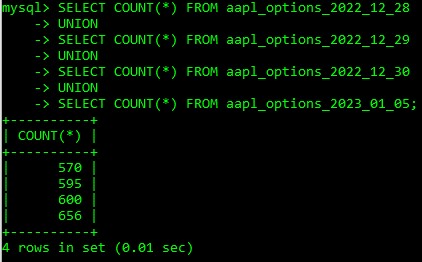 mysql> SELECT COUNT(*) FROM aapl_options_2022_12_28
    -> UNION
    -> SELECT COUNT(*) FROM aapl_options_2022_12_29
    -> UNION
    -> SELECT COUNT(*) FROM aapl_options_2022_12_30
    -> UNION
    -> SELECT COUNT(*) FROM aapl_options_2023_01_05;
+----------+
| COUNT(*) |
+----------+
|      570 |
|      595 |
|      600 |
|      656 |
+----------+
4 rows in set (0.01 sec)